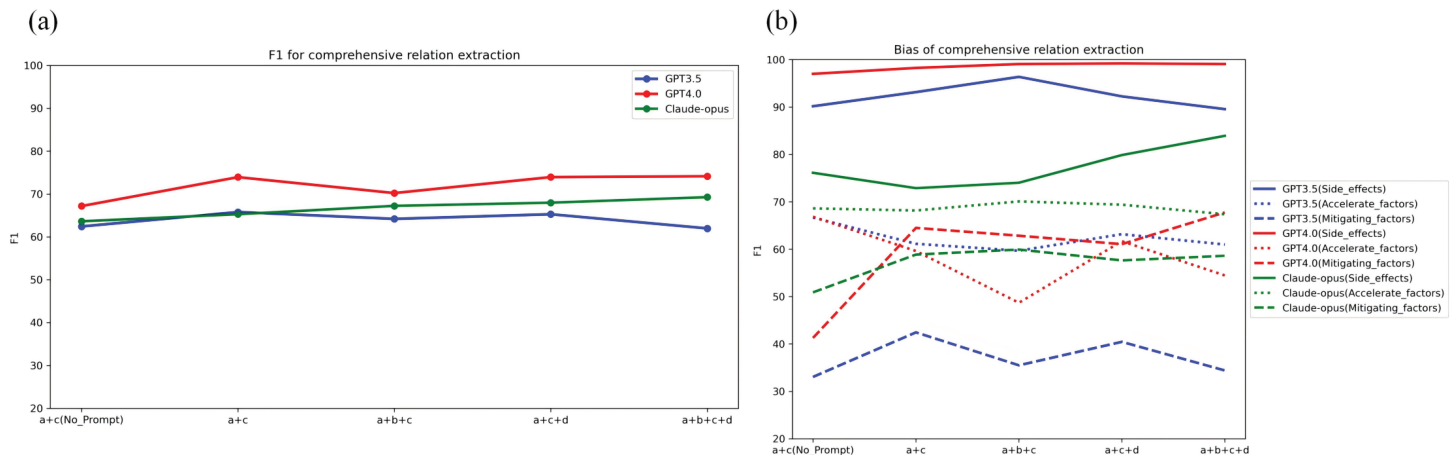 (a)
F1 for comprehensive relation extraction
100
90
80
70
60
50
40
30
20
F1
a+c(No_Prompt)
a+c
a+b+c
a+c+d
a+b+c+d
GPT3.5
GPT4.0
Claude-opus
(b)
Bias of comprehensive relation extraction
100
90
80
70
60
50
40
30
20
F1
a+c(No_Prompt)
a+c
a+b+c
a+c+d
a+b+c+d
GPT3.5(Side_effects)
GPT3.5(Accelerate_factors)
GPT3.5(Mitigating_factors)
GPT4.0(Side_effects)
GPT4.0(Accelerate_factors)
GPT4.0(Mitigating_factors)
Claude-opus(Side_effects)
Claude-opus(Accelerate_factors)
Claude-opus(Mitigating_factors)